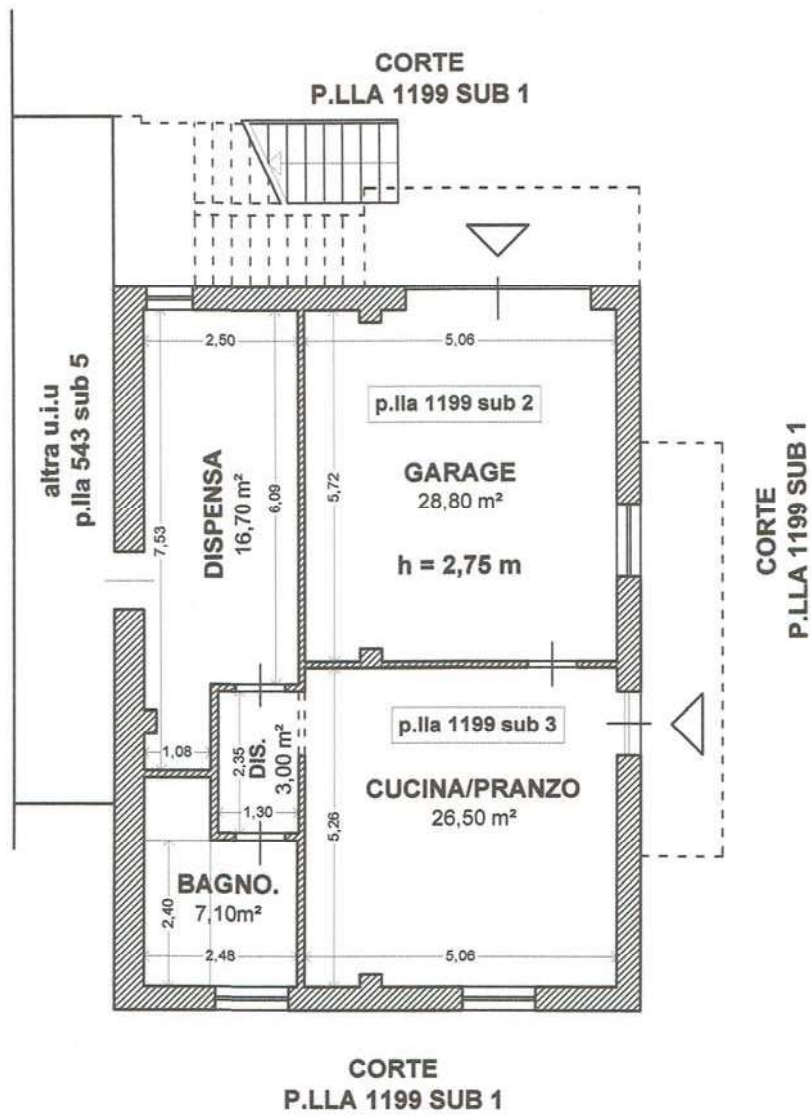 CORTE
P.LLA 1199 SUB 1
altra u.i.u
p.lla 543 sub 5
2,50
5,06
p.lla 1199 sub 2
GARAGE
28,80 m²
h = 2,75 m
5,72
DISPENSA
16,70 m²
6,09
7,53
CORTE
P.LLA 1199 SUB 1
p.lla 1199 sub 3
CUCINA/PRANZO
26,50 m²
DIS.
3,00 m²
2,35
1,30
1,08
5,26
BAGNO.
7,10m²
2,40
2,48
5,06
CORTE
P.LLA 1199 SUB 1